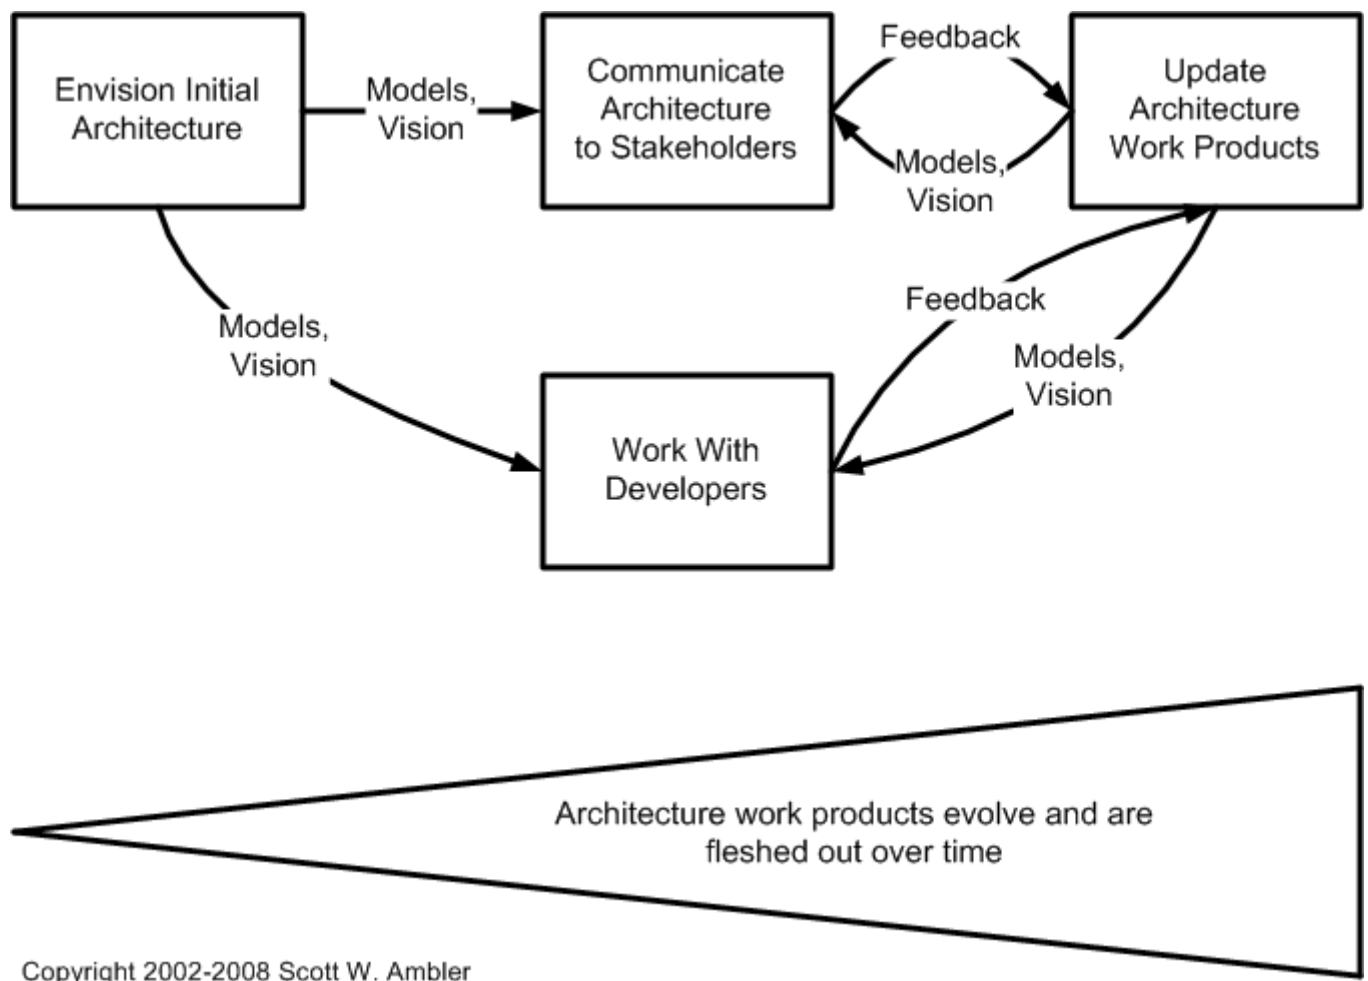 Envision Initial
Architecture
Models,
Vision
Communicate
Architecture
to Stakeholders
Feedback
Models,
Vision
Update
Architecture
Work Products
Models,
Vision
Feedback
Models,
Vision
Work With
Developers
Architecture work products evolve and are
fleshed out over time
Copyright 2002-2008 Scott W. Ambler